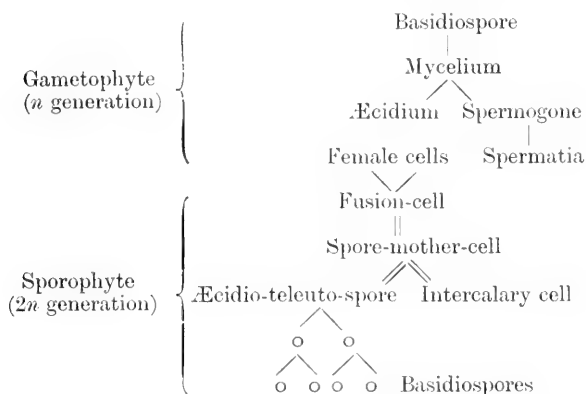 Basidiospore
Mycelium
Gametophyte
(n generation)
Æcidium Spermogone
Female cells Spermatia
Fusion-cell
Spore-mother-cell
Sporophyte
(2n generation)
Æcidio-teleuto-spore Intercalary cell
O O
O O O O Basidiospores